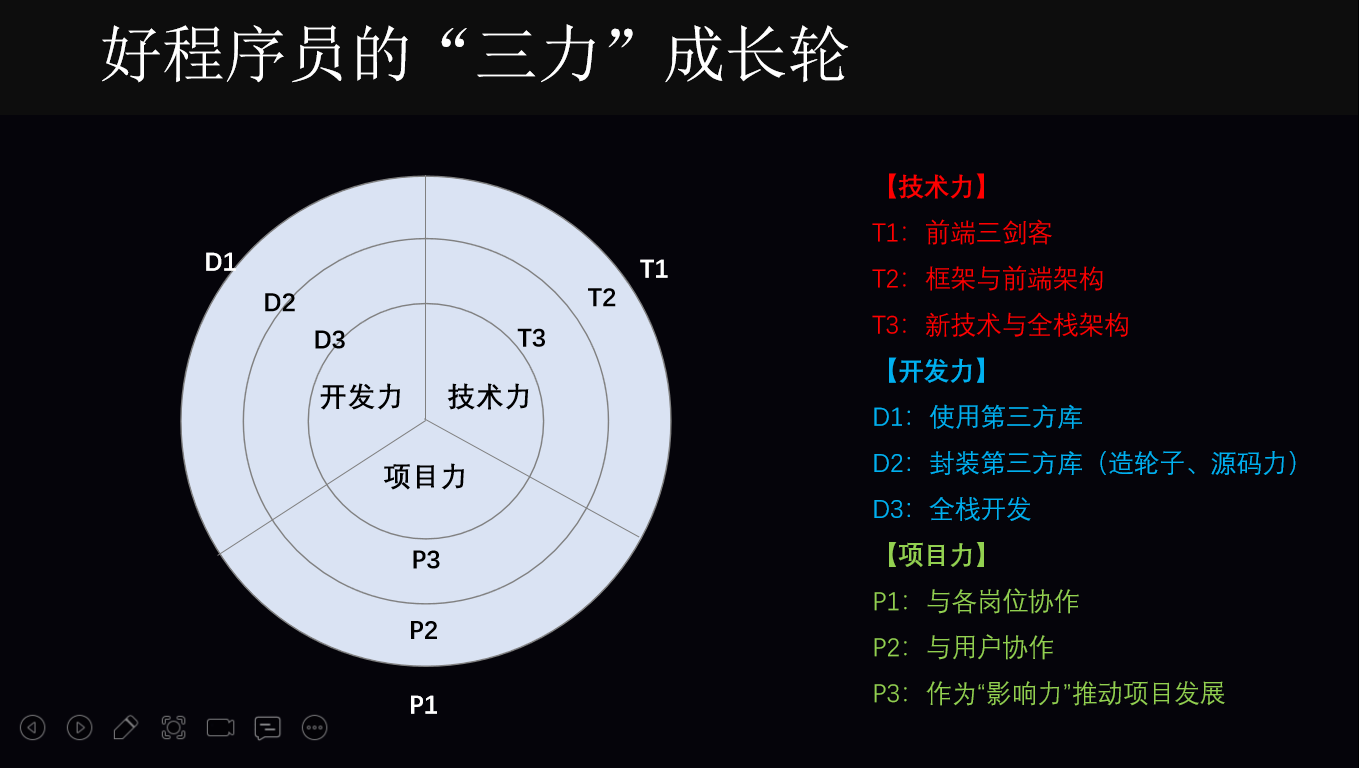 好程序员的“三力”成长轮
D1
T1
D2
T2
D3
T3
开发力
技术力
项目力
P3
P2
P1
【技术力】
T1：前端三剑客
T2：框架与前端架构
T3：新技术与全栈架构
【开发力】
D1：使用第三方库
D2：封装第三方库（造轮子、源码力）
D3：全栈开发
【项目力】
P1：与各岗位协作
P2：与用户协作
P3：作为“影响力”推动项目发展